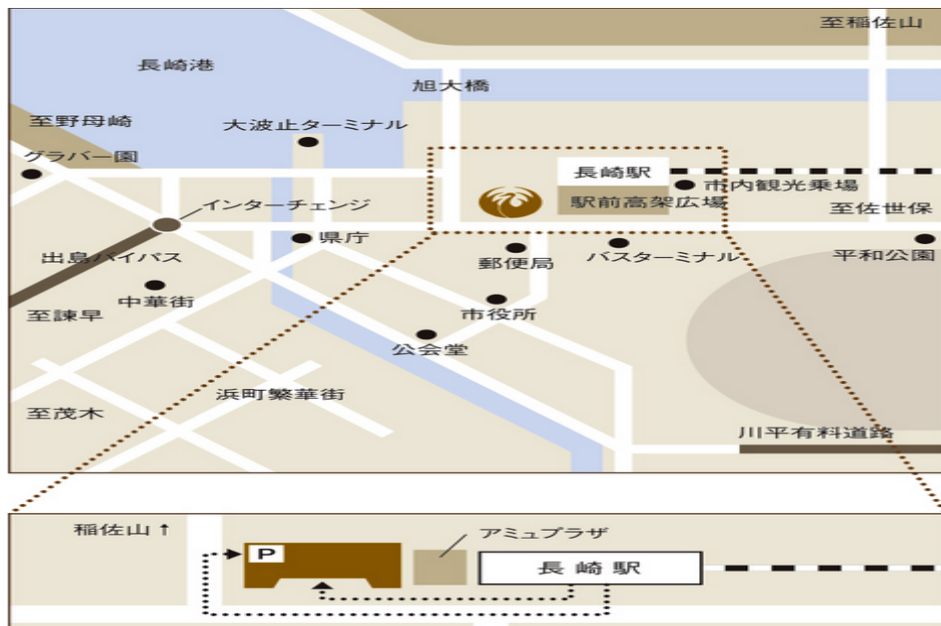 至稲佐山
長崎港
旭大橋
至野母崎
大波止ターミナル
グラバー園
長崎駅
市内観光乗場
インターチェンジ
駅前高架広場
至佐世保
県庁
出島バイパス
郵便局
バスターミナル
平和公園
中華街
至諫早
市役所
公会堂
浜町繁華街
至茂木
川平有料道路
稲佐山↑
アミュプラザ
P
長崎駅